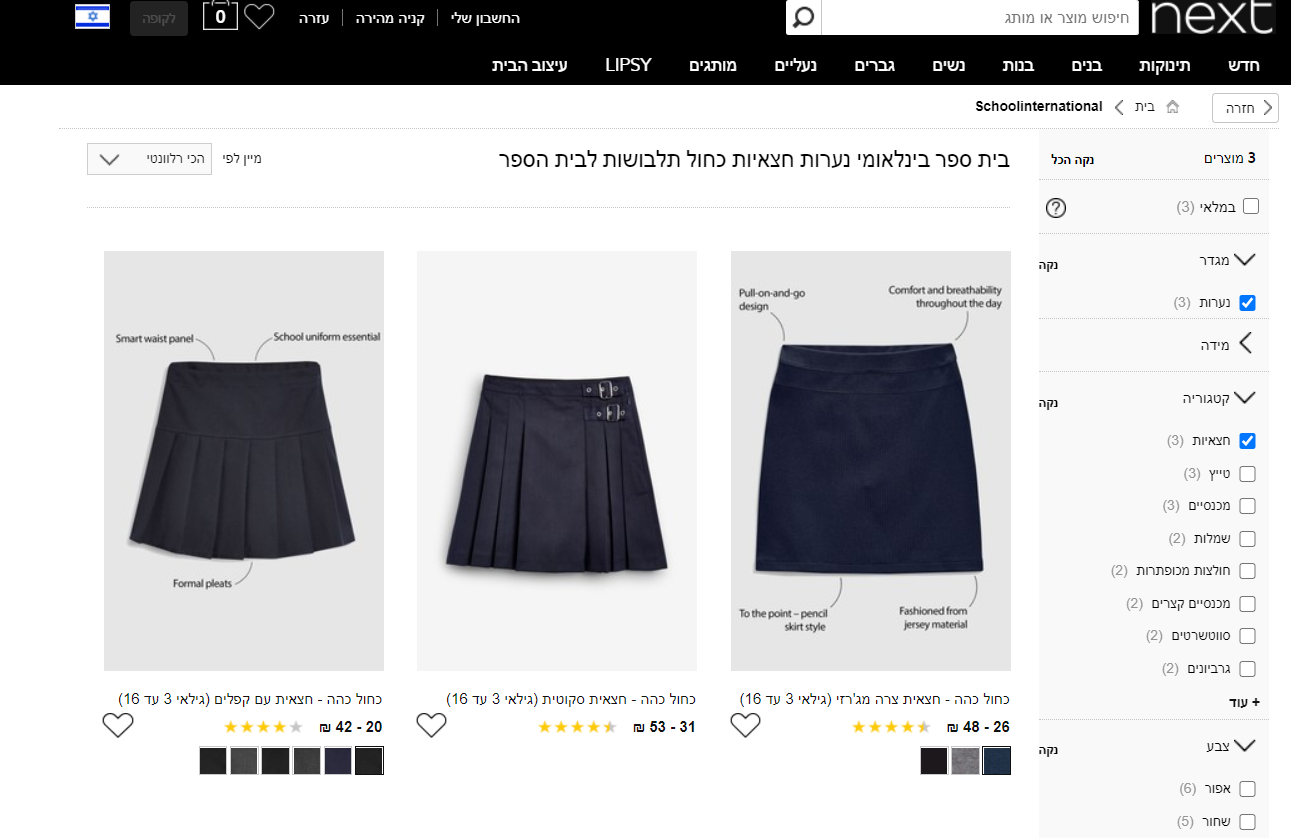 next
חיפוש מוצר או מותג
החשבון שלי
קניה מהירה
עזרה
0
לקופה
חדש
תינוקות
בנים
בנות
נשים
גברים
נעליים
מותגים
LIPSY
עיצוב הבית
חזרה
בית
Schoolinternational
3 מוצרים
נקה הכל
במלאי (3)
?
מגדר
נקה
נערות (3)
מידה
קטגוריה
נקה
חצאיות (3)
טייץ (3)
מכנסיים (3)
שמלות (2)
חולצות מכופתרות (2)
מכנסיים קצרים (2)
סווטשרטים (2)
גרביונים (2)
+ עוד
צבע
נקה
אפור (6)
שחור (5)
בית ספר בינלאומי נערות חצאיות כחול תלבושות לבית הספר
מיין לפי
הכי רלוונטי
Pull-on-and-go
design
Comfort and breathability
throughout the day
To the point – pencil
skirt style
Fashioned from
jersey material
כחול כהה - חצאית צרה מג'רזי (גילאי 3 עד 16)
26 - 48 ₪
כחול כהה - חצאית סקוטית (גילאי 3 עד 16)
31 - 53 ₪
Smart waist panel
School uniform essential
Formal pleats
כחול כהה - חצאית עם קפלים (גילאי 3 עד 16)
20 - 42 ₪